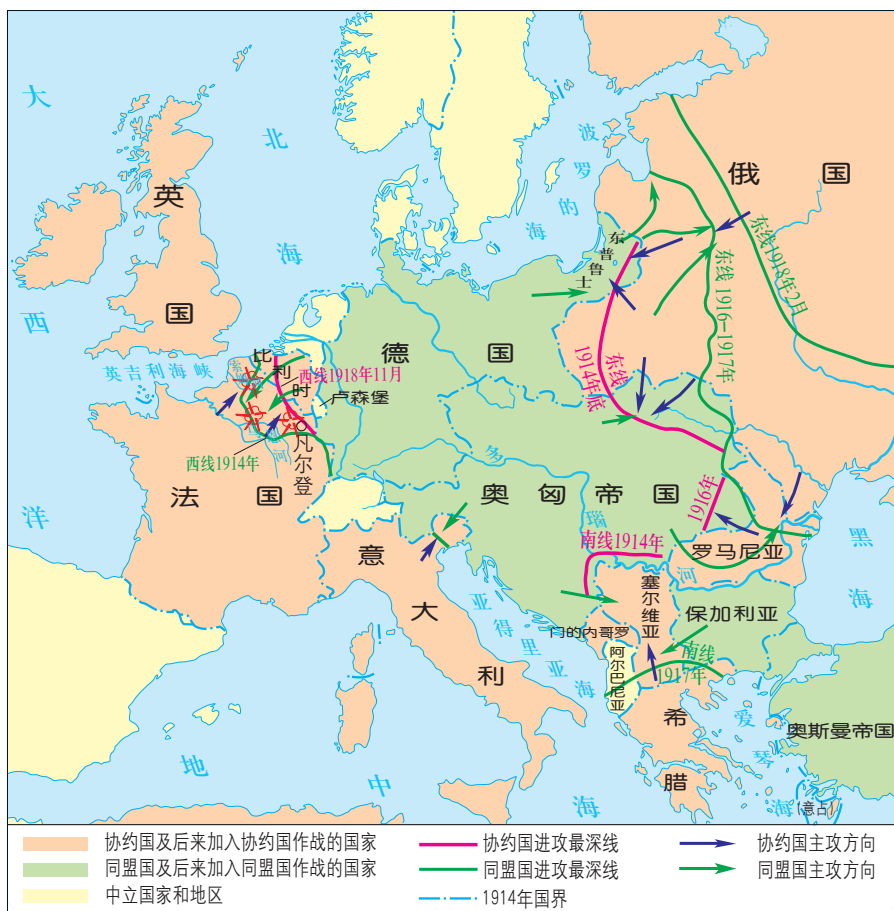 大西洋
北海
波罗的海
英国
俄国
东普鲁士
东线1918年2月
东线 1916–1917年
东线
1914年底
英吉利海峡
比利时
德国
西线1918年11月
卢森堡
凡尔登
西线1914年
河
法国
奥匈帝国
多瑙河
1916年
罗马尼亚
黑海
南线1914年
意大利
亚得里亚海
塞尔维亚
门的内哥罗
保加利亚
阿尔巴尼亚
南线
1917年
希腊
爱琴海
奥斯曼帝国
(意占)
地中海
协约国及后来加入协约国作战的国家
同盟国及后来加入同盟国作战的国家
中立国家和地区
协约国进攻最深线
同盟国进攻最深线
1914年国界
协约国主攻方向
同盟国主攻方向